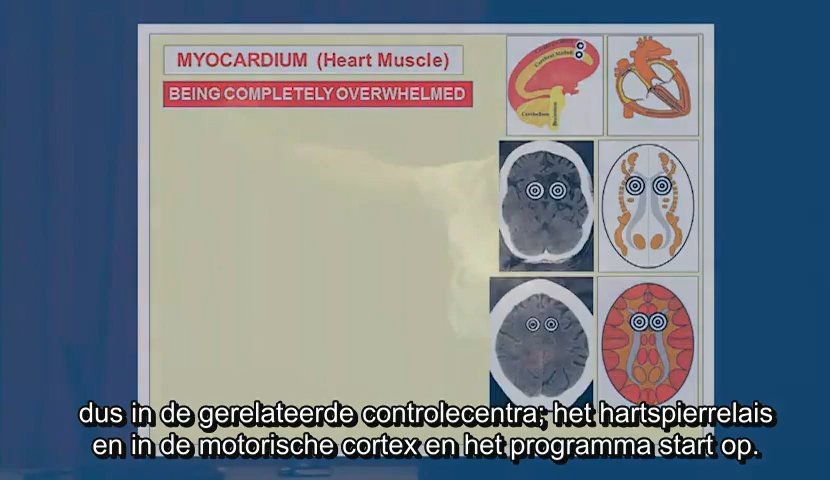 MYOCARDIUM (Heart Muscle)
BEING COMPLETELY OVERWHELMED
Cerebellum
dus in de gerelateerde controlecentra; het hartspierrelais
en in de motorische cortex en het programma start op.